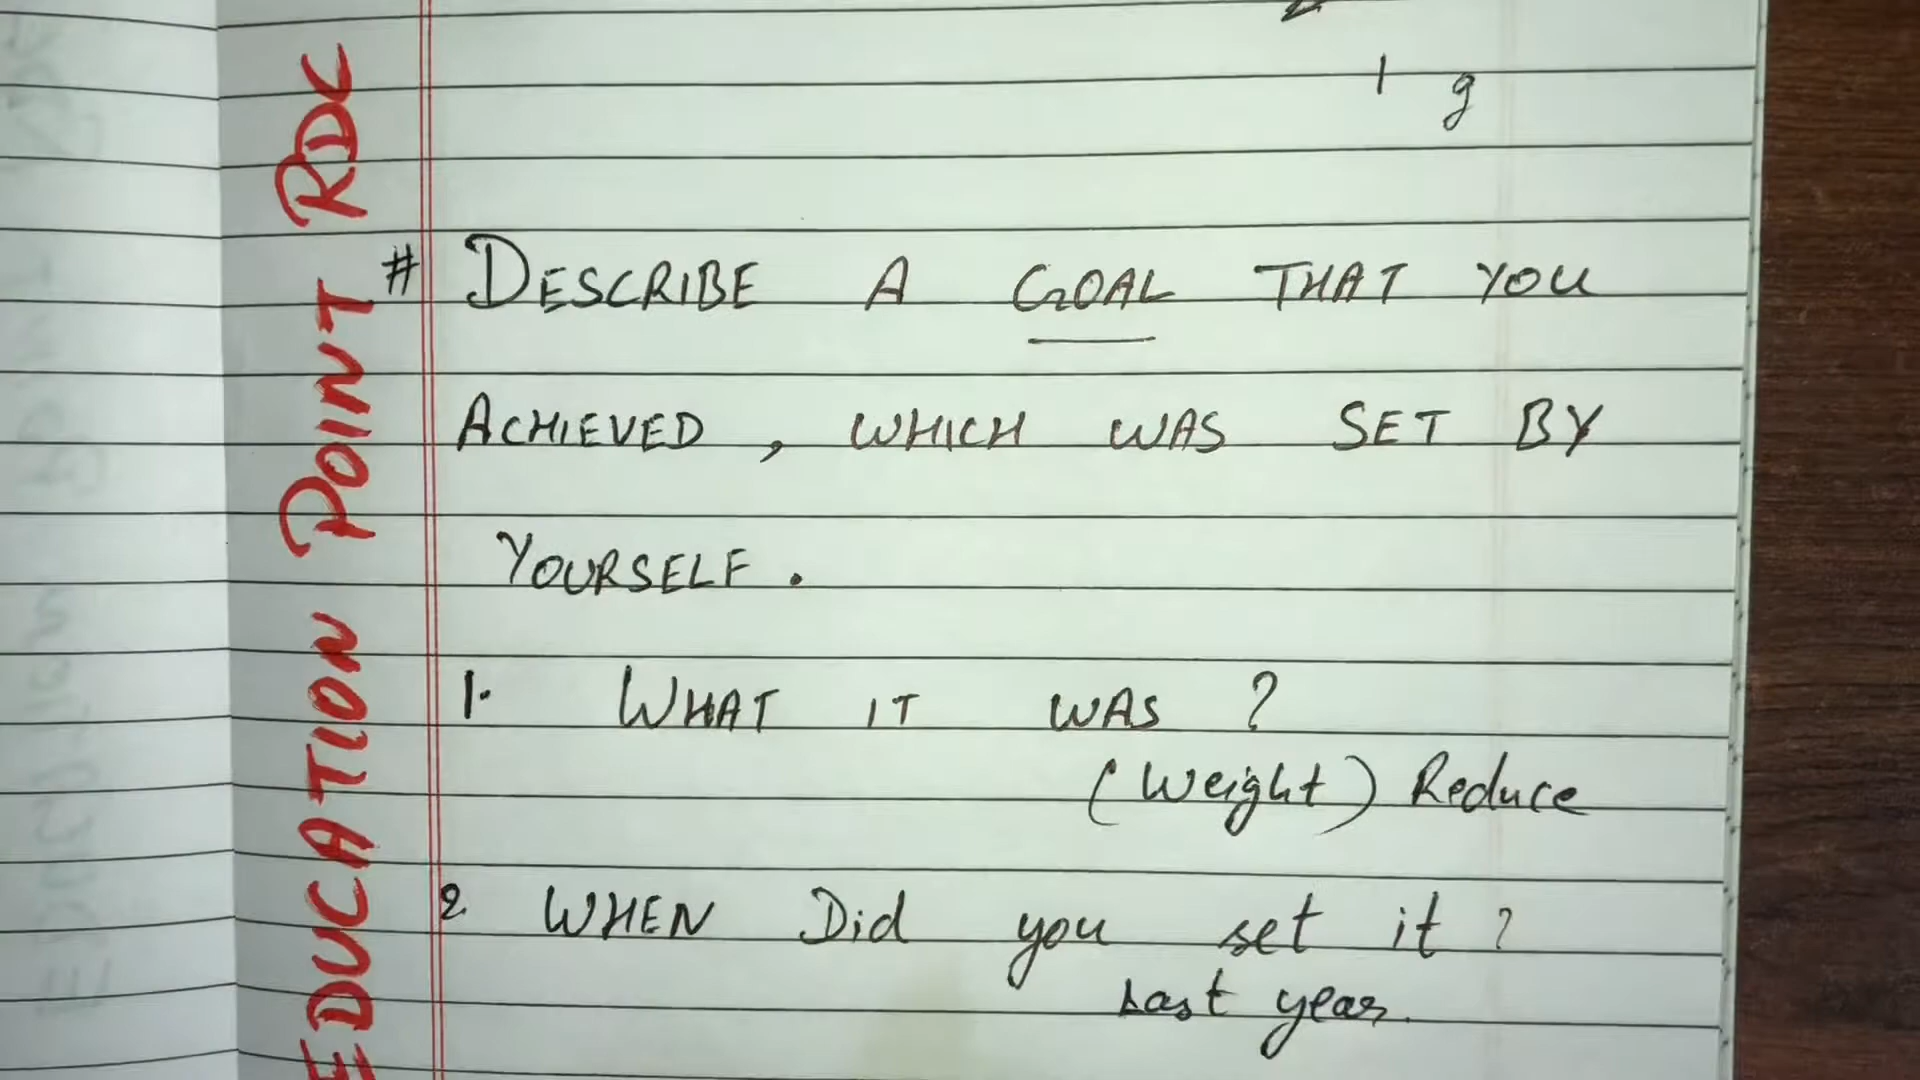 1 g
# DESCRIBE A GOAL THAT YOU
ACHIEVED, WHICH WAS SET BY
YOURSELF.
1. WHAT IT WAS ?
(Weight) Reduce
2. WHEN Did you set it ?
Last year.
EDUCATION POINT RDC